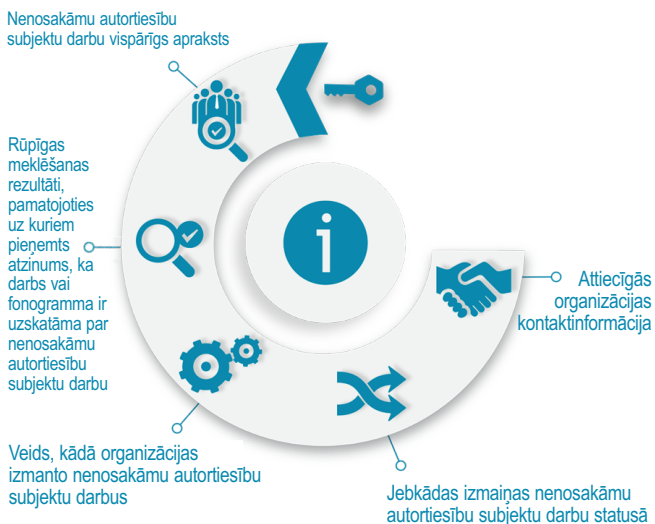 Nenosakāmu autortiesību
subjektu darbu vispārīgs apraksts
Rūpīgas
meklēšanas
rezultāti,
pamatojoties
uz kuriem
pieņemts
atzinums, ka
darbs vai
fonogramma ir
uzskatāma par
nenosakāmu
autortiesību
subjektu darbu
Veids, kādā organizācijas
izmanto nenosakāmu autortiesību
subjektu darbus
Jebkādas izmaiņas nenosakāmu
autortiesību subjektu darbu statusā
Attiecīgās
organizācijas
kontaktinformācija
i